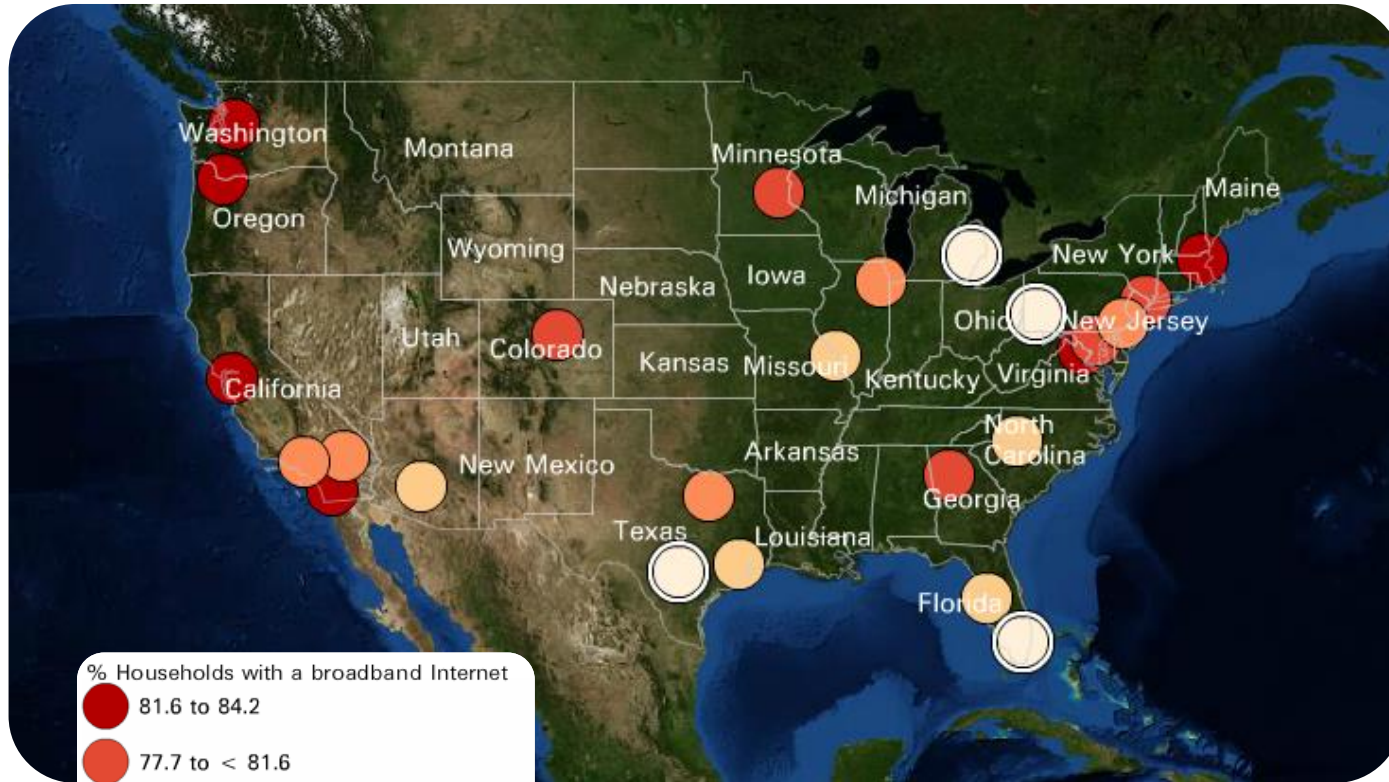 Washington
Montana
Minnesota
Michigan
Maine
Oregon
Wyoming
New York
Iowa
Nebraska
Ohio
New Jersey
Utah
Colorado
Kansas
Missouri
Kentucky
Virginia
California
North
Carolina
Arkansas
New Mexico
Georgia
Texas
Louisiana
Florida
% Households with a broadband Internet
81.6 to 84.2
77.7 to < 81.6